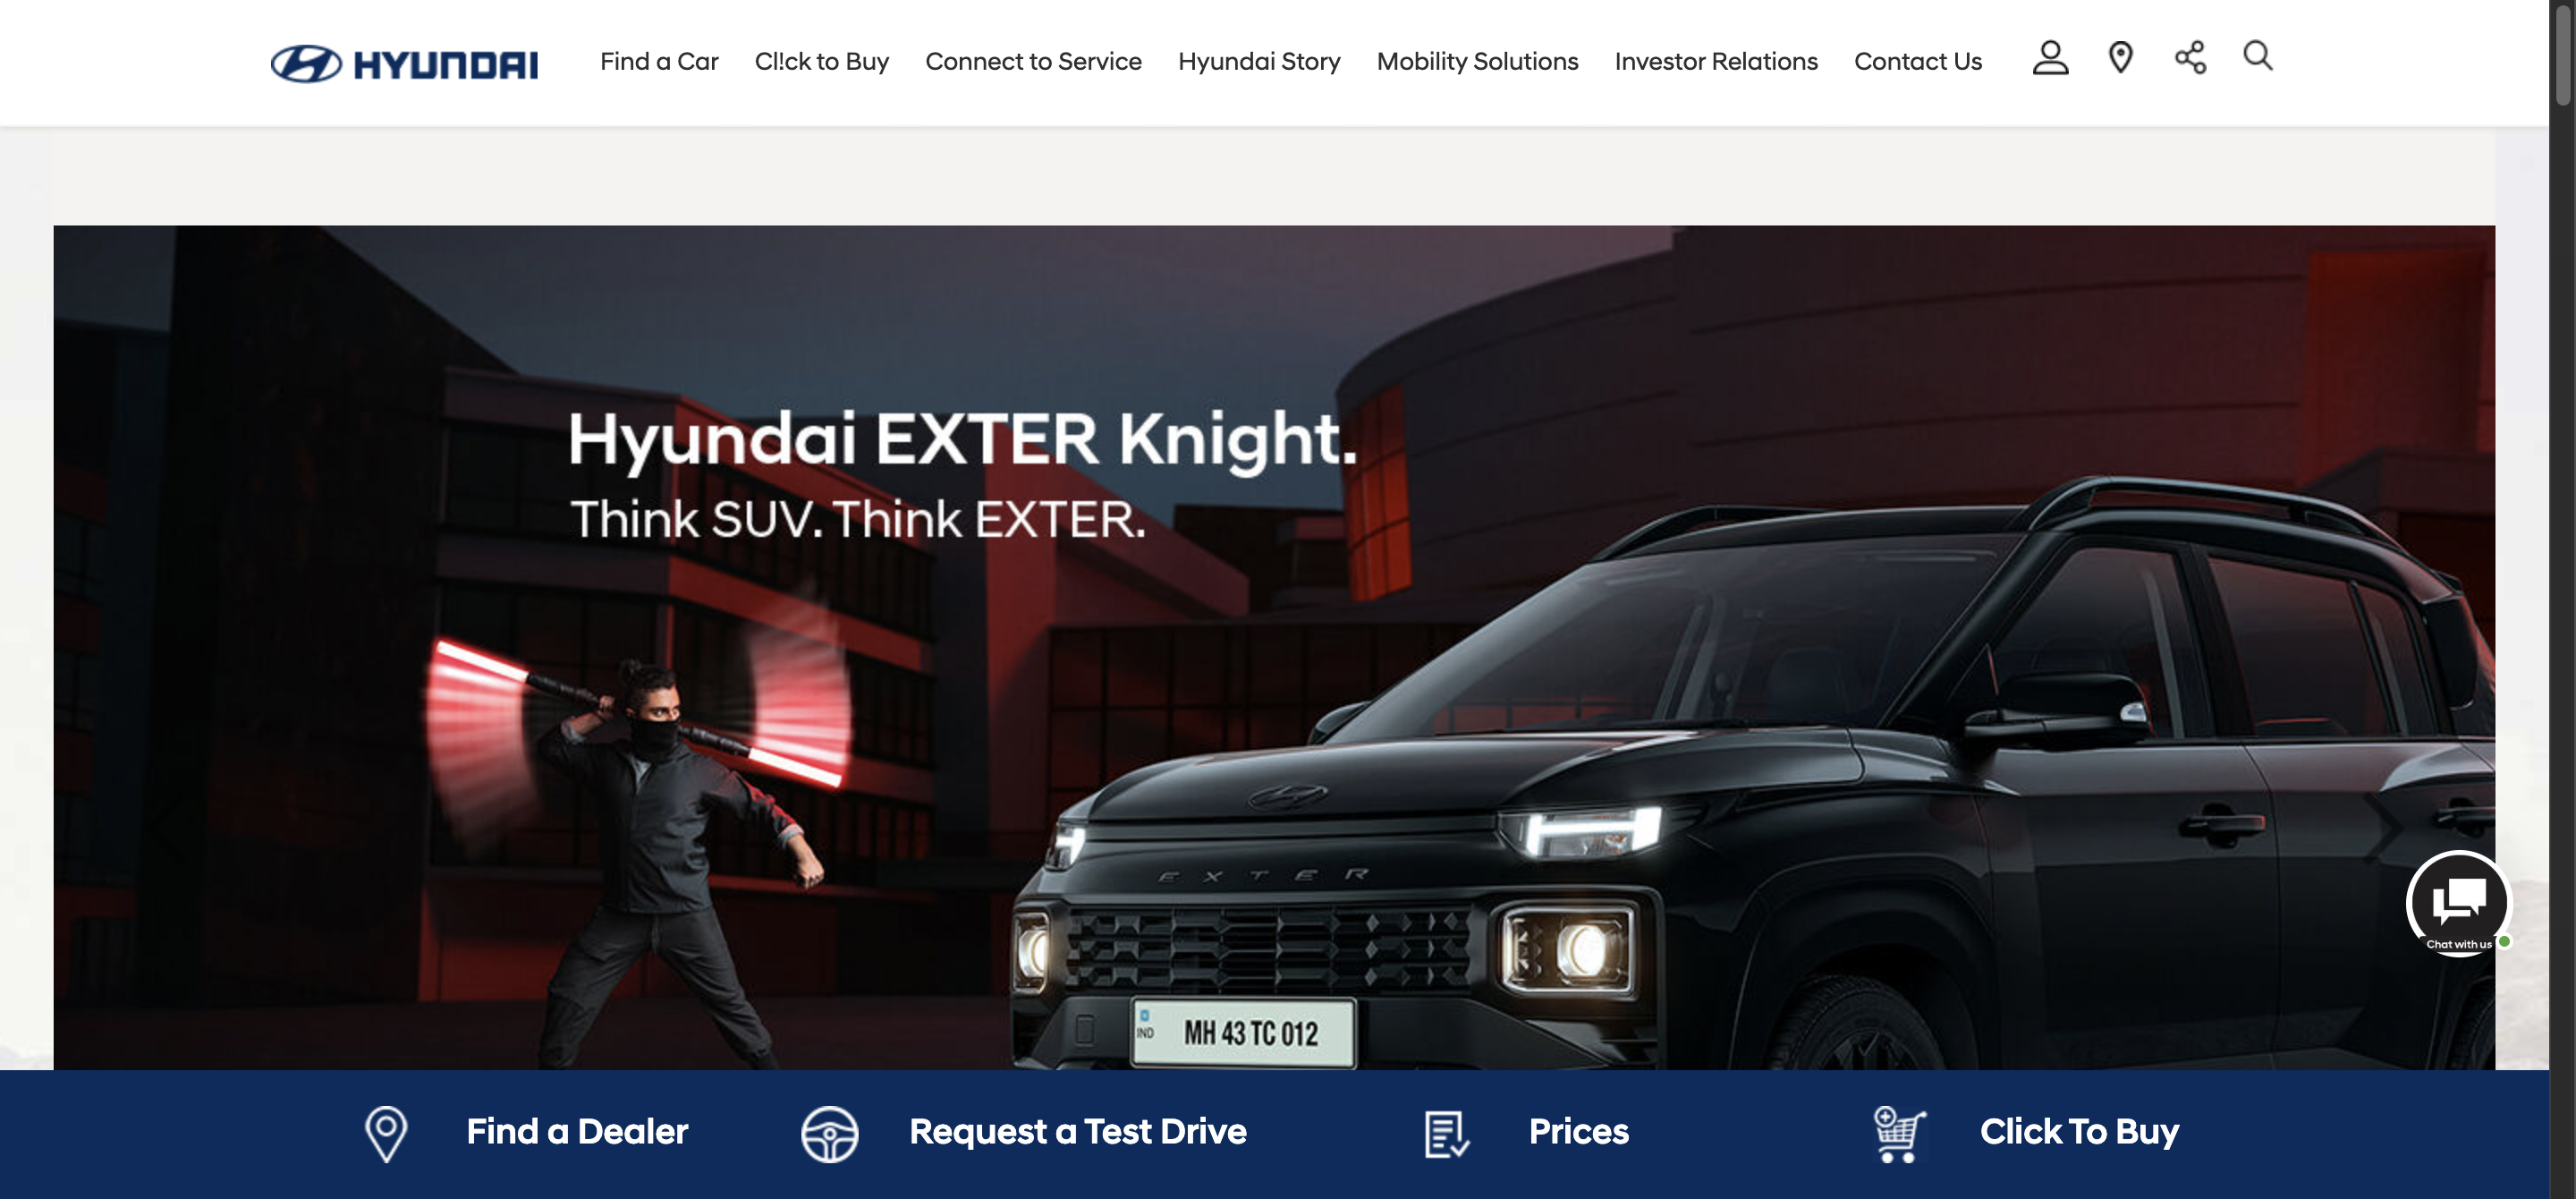 HYUNDAI
Find a Car
Cl!ck to Buy
Connect to Service
Hyundai Story
Mobility Solutions
Investor Relations
Contact Us
Hyundai EXTER Knight.
Think SUV. Think EXTER.
EXTER
IND
MH 43 TC 012
Chat with us
Find a Dealer
Request a Test Drive
Prices
Click To Buy